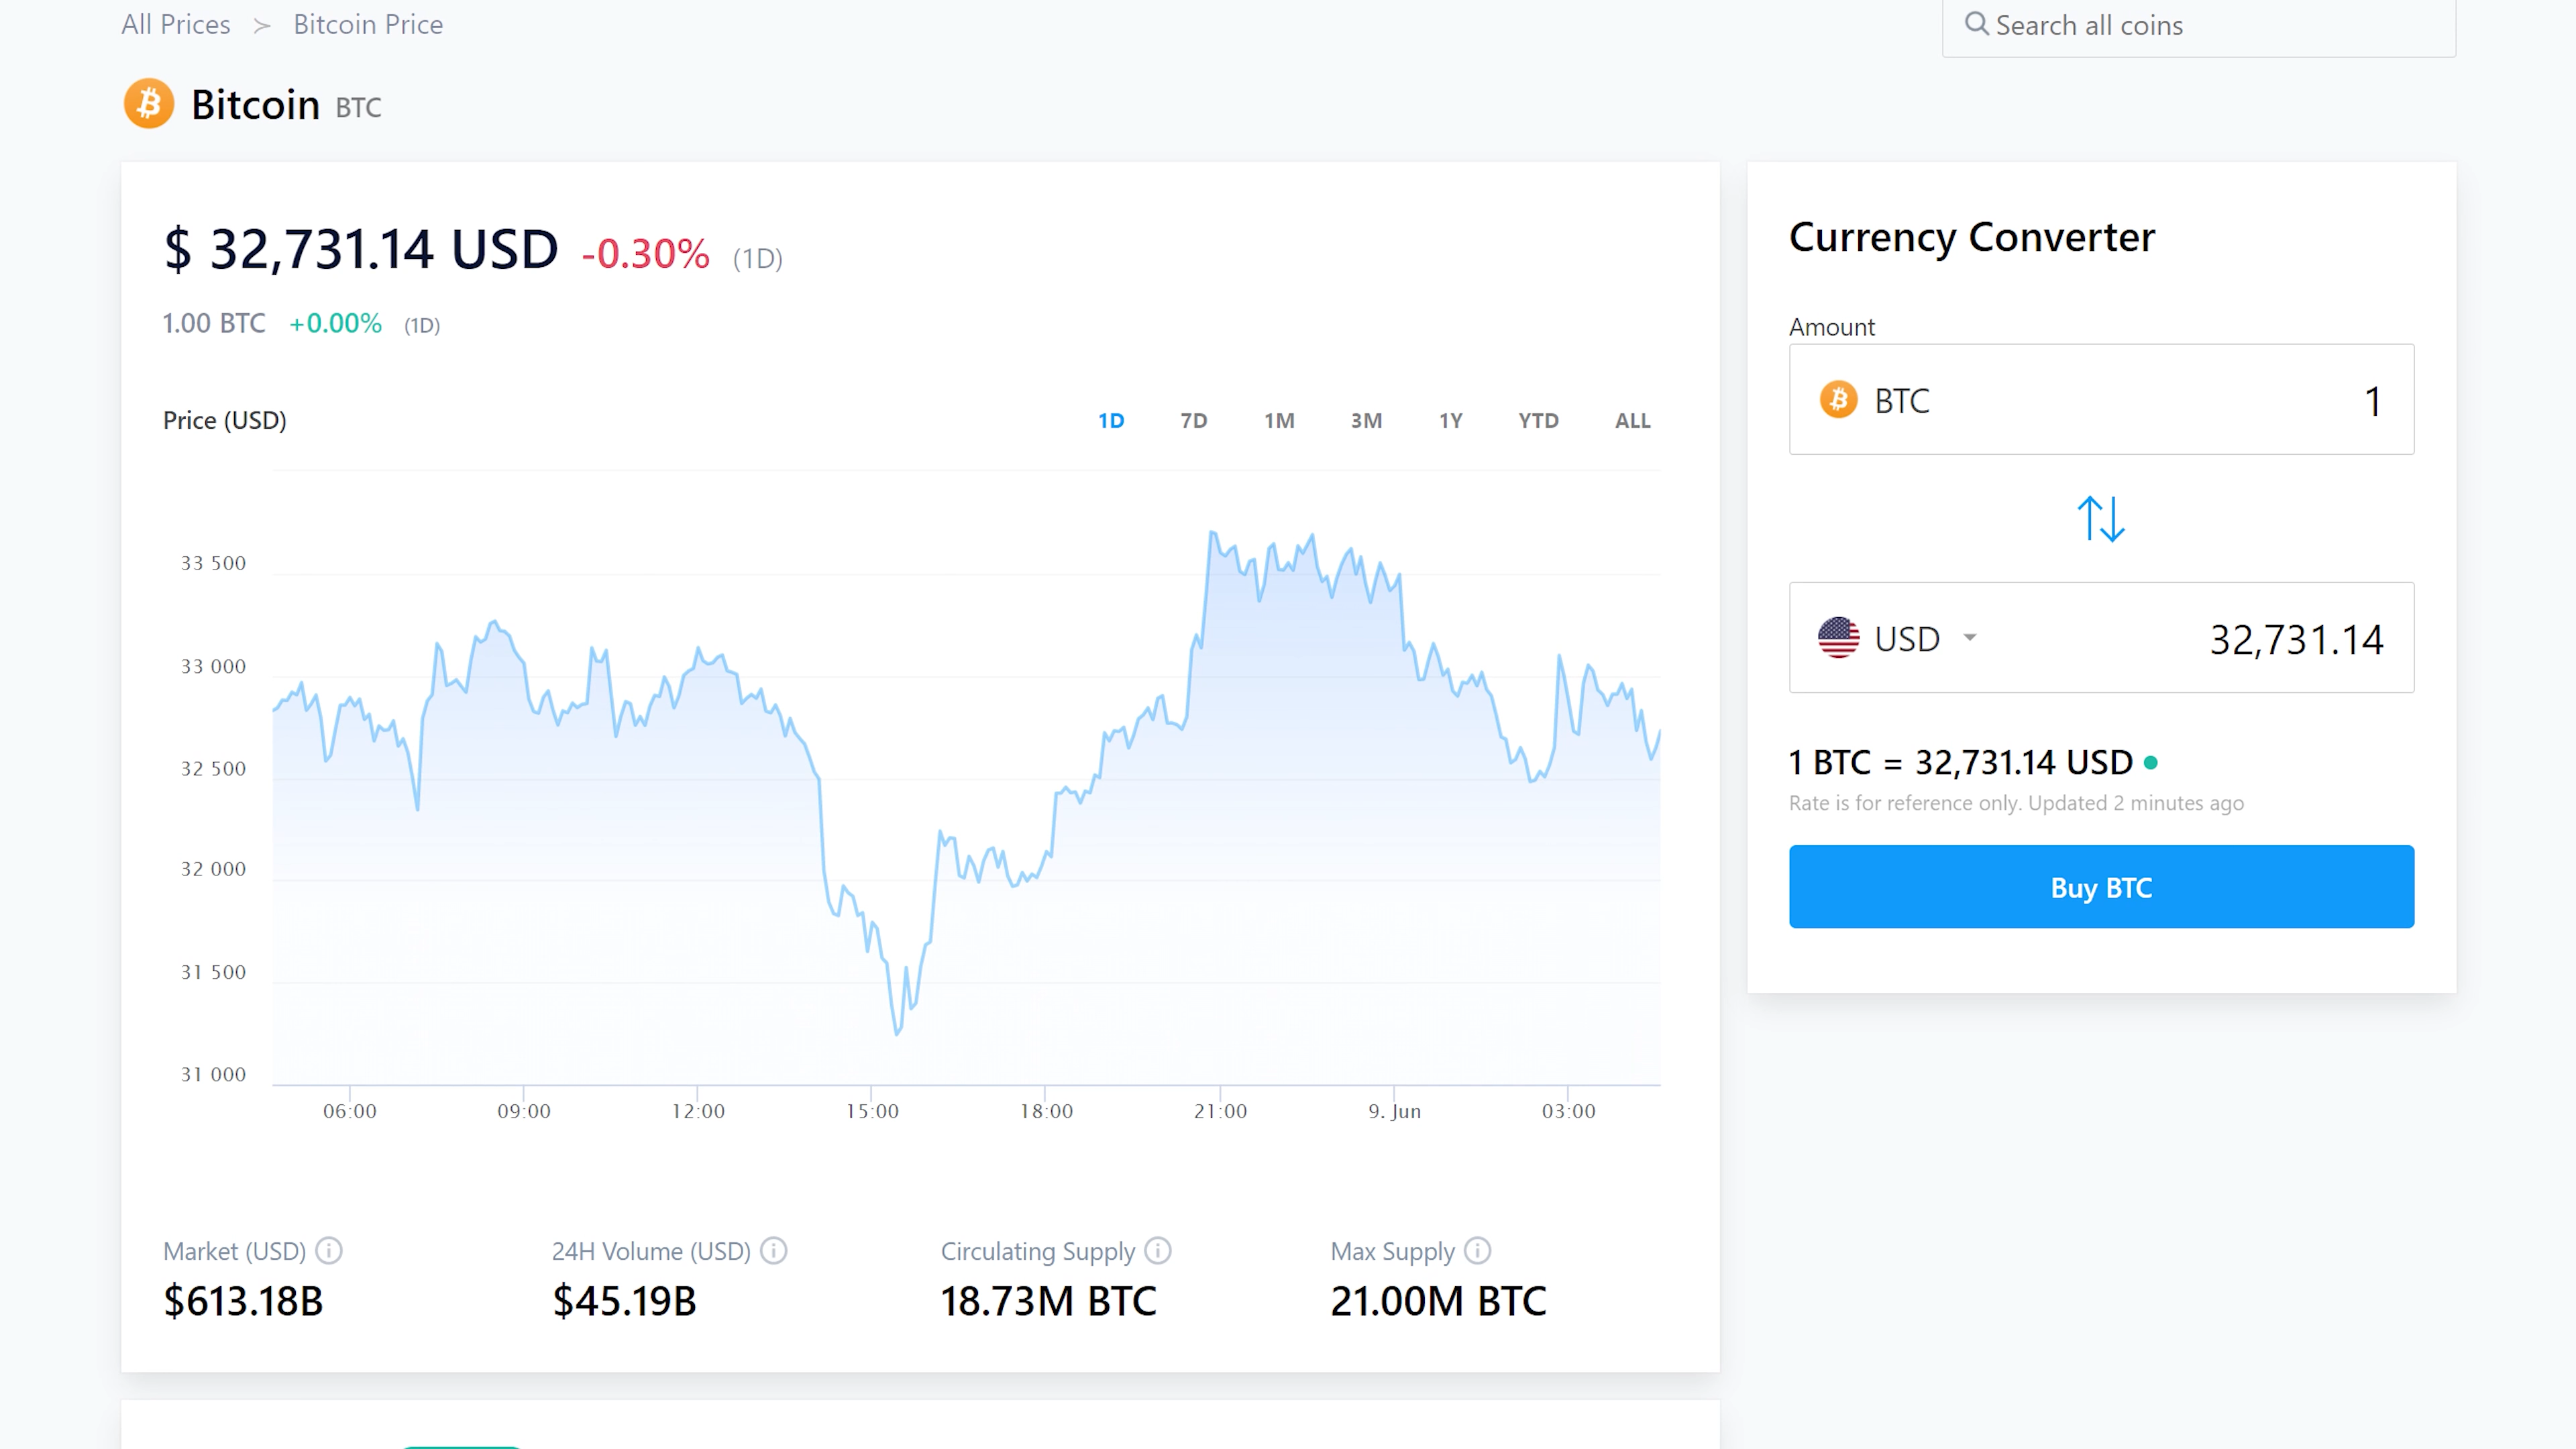 All Prices > Bitcoin Price
Search all coins
Bitcoin BTC
$ 32,731.14 USD -0.30% (1D)
1.00 BTC +0.00% (1D)
Price (USD)
1D 7D 1M 3M 1Y YTD ALL
33 500
33 000
32 500
32 000
31 500
31 000
06:00 09:00 12:00 15:00 18:00 21:00 9. Jun 03:00
Market (USD)
$613.18B
24H Volume (USD)
$45.19B
Circulating Supply
18.73M BTC
Max Supply
21.00M BTC
Currency Converter
Amount
BTC 1
USD 32,731.14
1 BTC = 32,731.14 USD
Rate is for reference only. Updated 2 minutes ago
Buy BTC